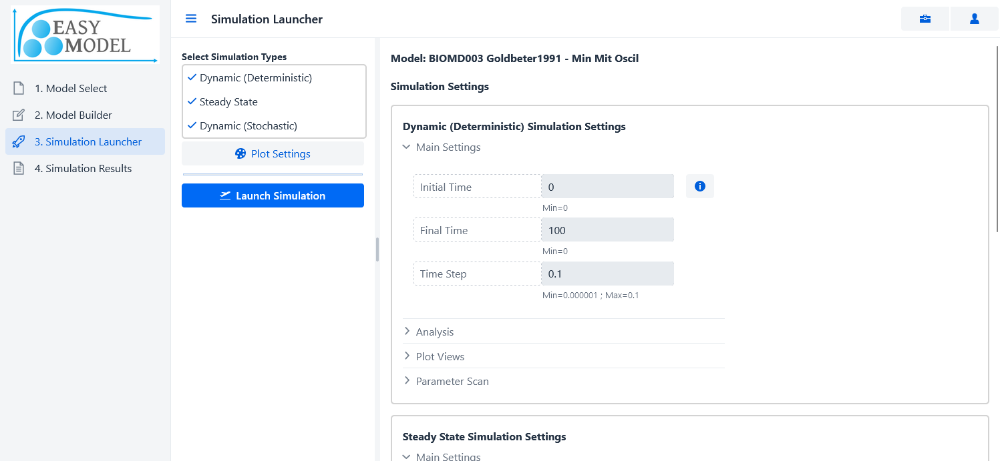 EASY
MODEL
Simulation Launcher
1. Model Select
2. Model Builder
3. Simulation Launcher
4. Simulation Results
Select Simulation Types
Dynamic (Deterministic)
Steady State
Dynamic (Stochastic)
Plot Settings
Launch Simulation
Model: BIOMD003 Goldbeter1991 - Min Mit Oscil
Simulation Settings
Dynamic (Deterministic) Simulation Settings
Main Settings
Initial Time 0
Min=0
Final Time 100
Min=0
Time Step 0.1
Min=0.000001 ; Max=0.1
Analysis
Plot Views
Parameter Scan
Steady State Simulation Settings
Main Settings